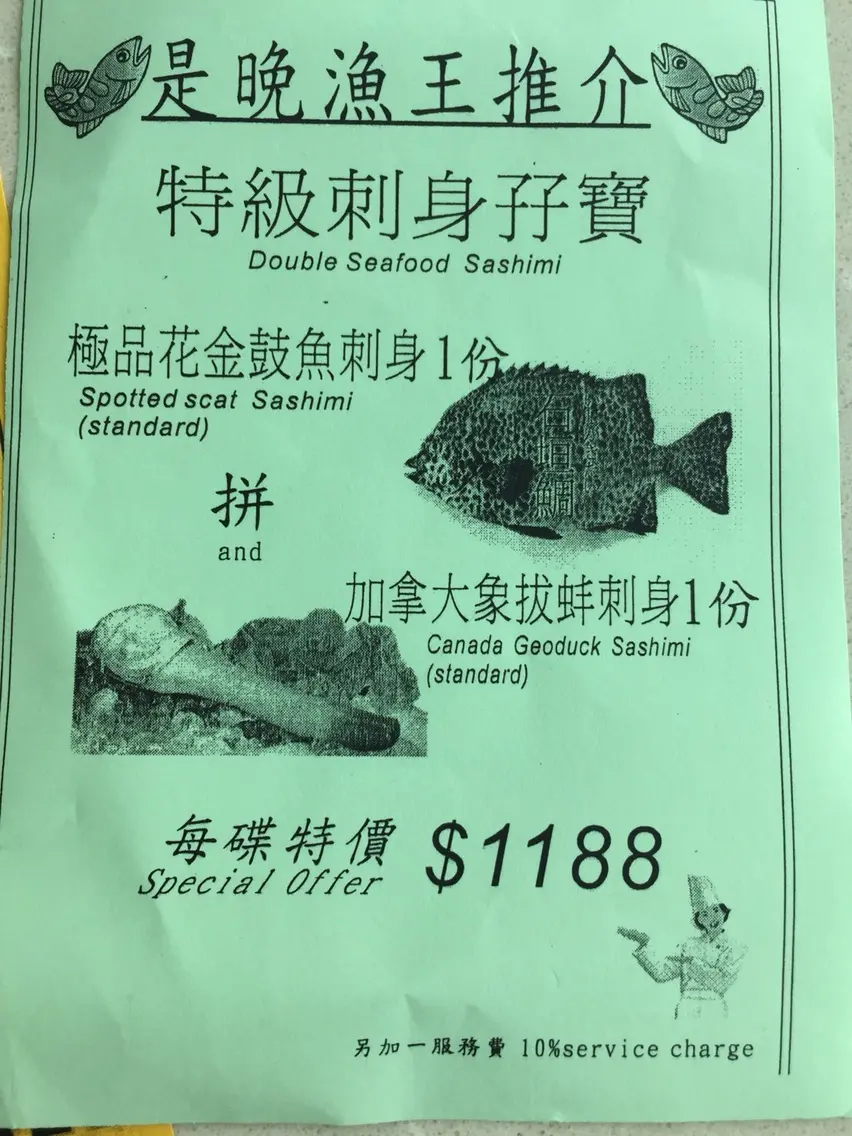 是晚漁王推介
特級刺身孖寶
Double Seafood Sashimi
極品花金鼓魚刺身1份
Spotted scat Sashimi
(standard)
拼
and
加拿大象拔蚌刺身1份
Canada Geoduck Sashimi
(standard)
每碟特價 $1188
Special Offer
另加一服務費 10%service charge